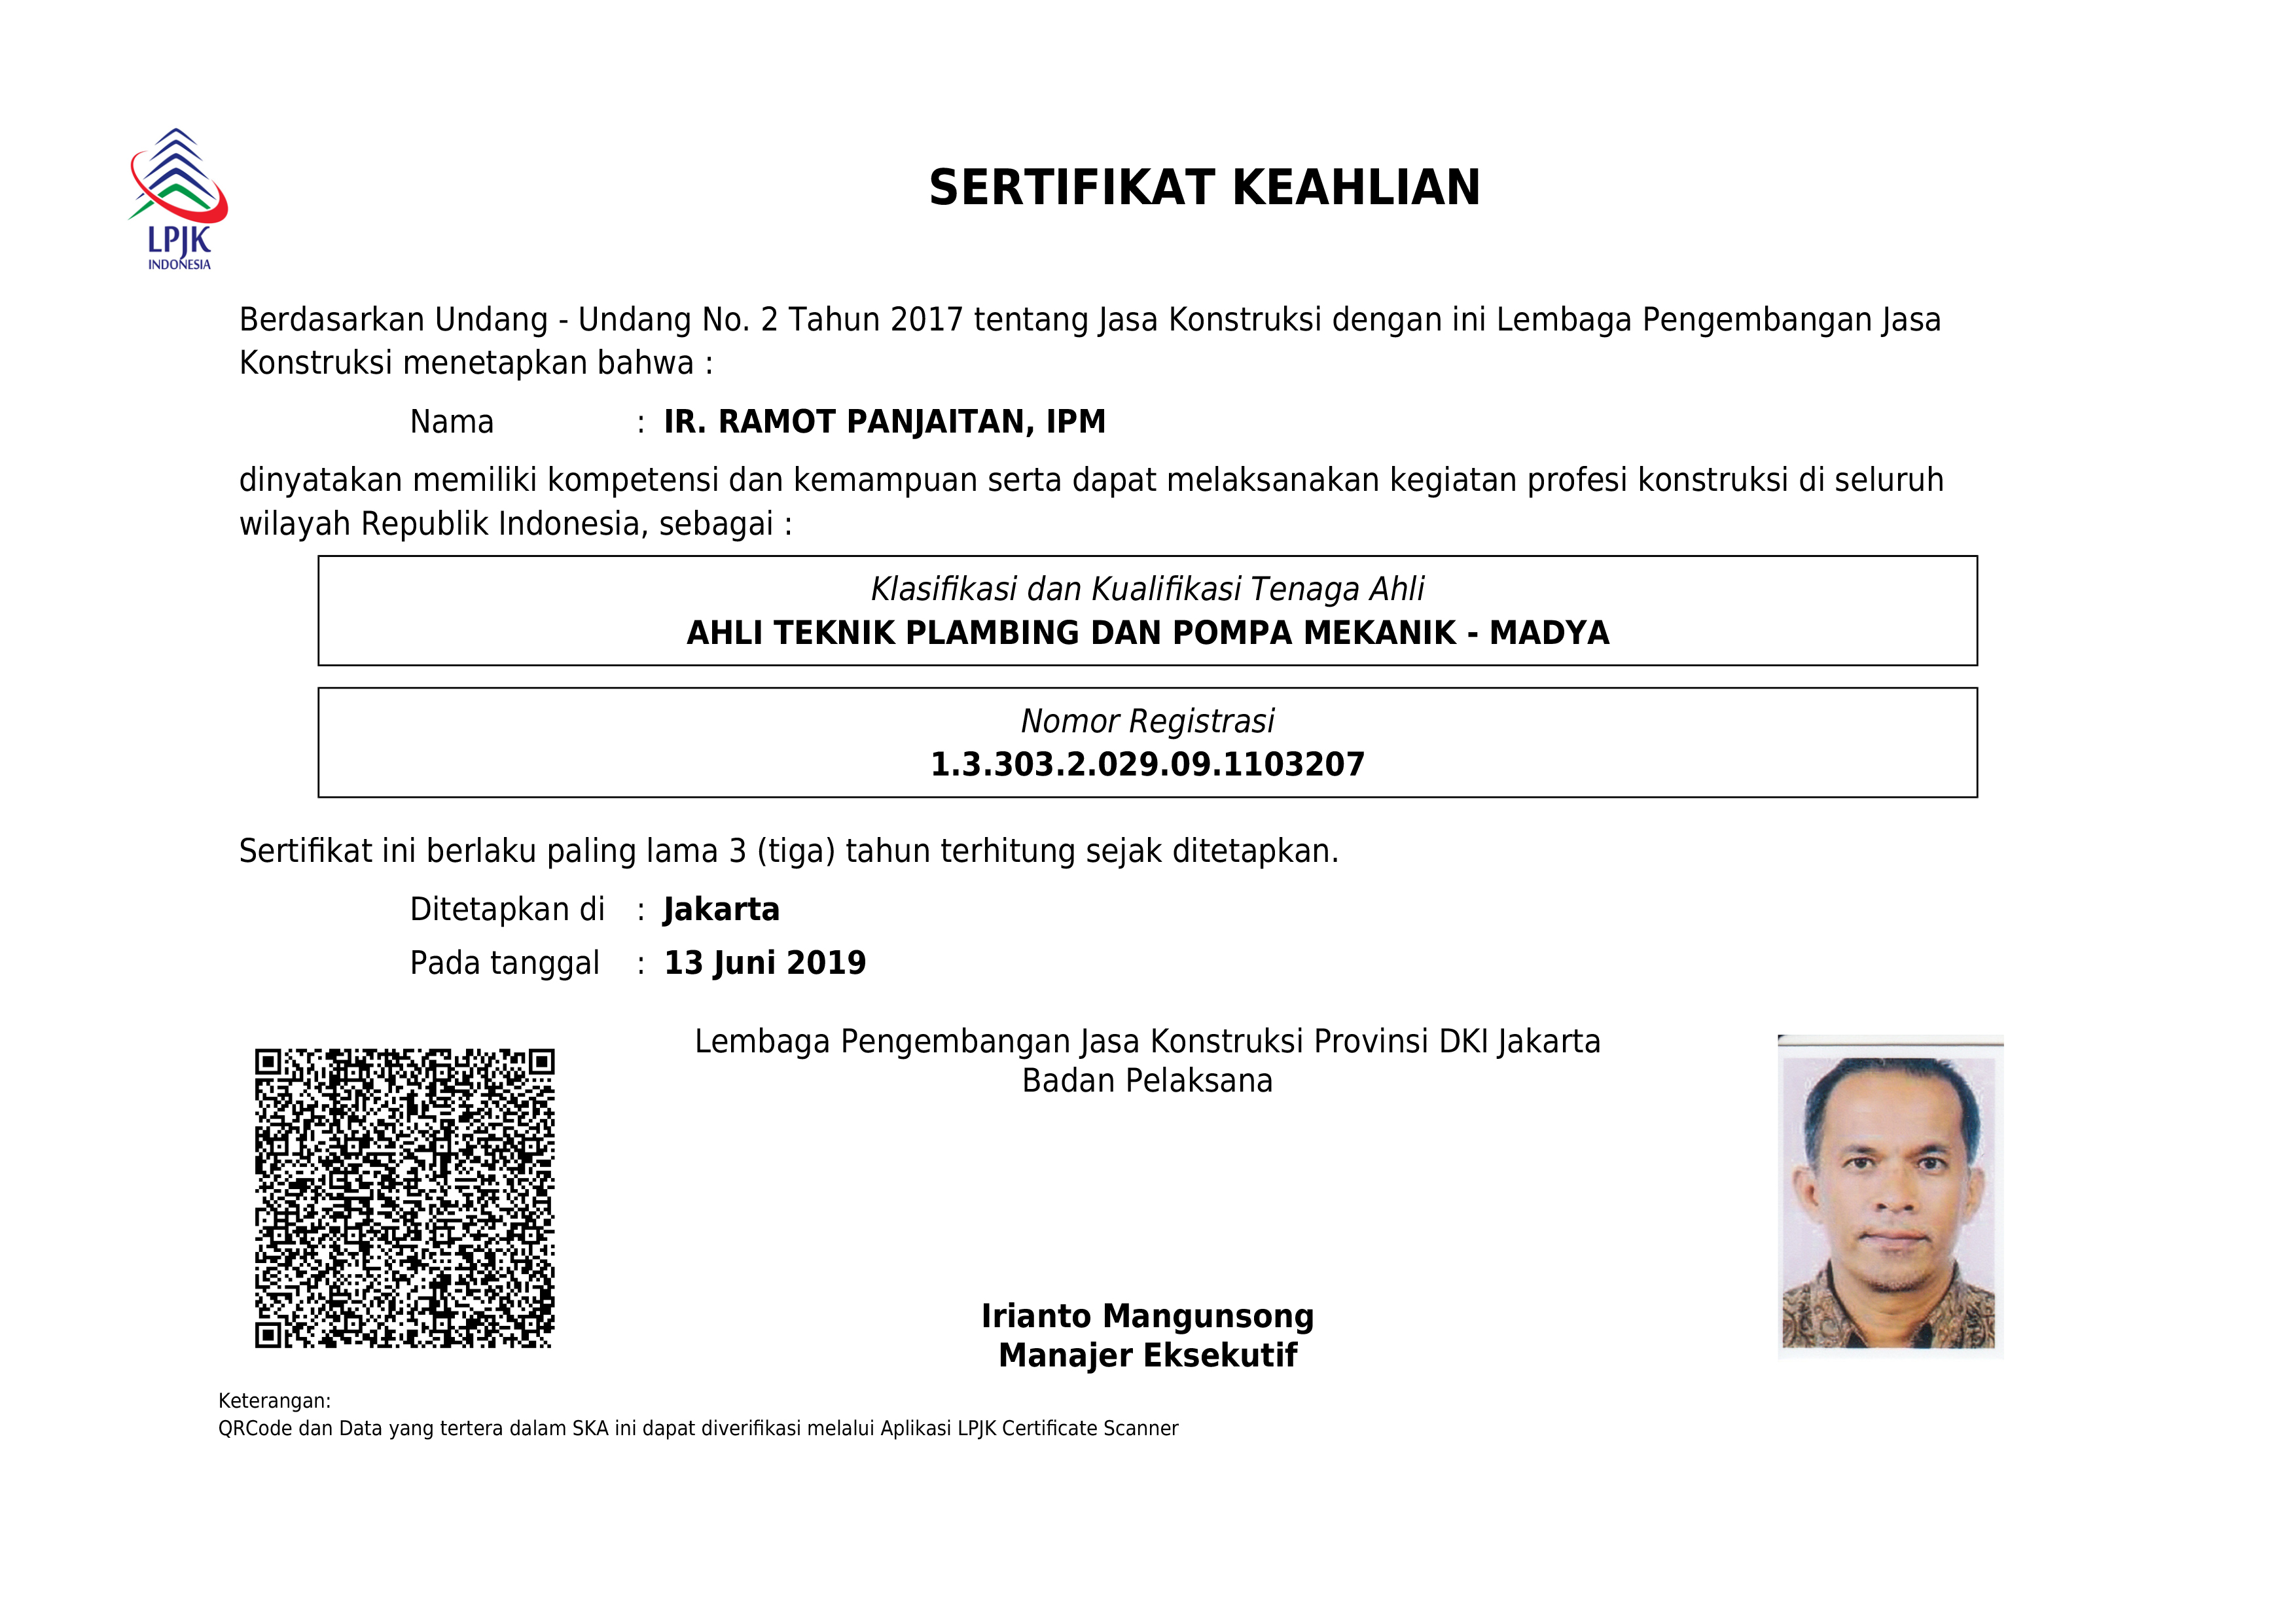 LPJK
INDONESIA
SERTIFIKAT KEAHLIAN
Berdasarkan Undang - Undang No. 2 Tahun 2017 tentang Jasa Konstruksi dengan ini Lembaga Pengembangan Jasa
Konstruksi menetapkan bahwa :
Nama : IR. RAMOT PANJAITAN, IPM
dinyatakan memiliki kompetensi dan kemampuan serta dapat melaksanakan kegiatan profesi konstruksi di seluruh
wilayah Republik Indonesia, sebagai :
Klasifikasi dan Kualifikasi Tenaga Ahli
AHLI TEKNIK PLAMBING DAN POMPA MEKANIK - MADYA
Nomor Registrasi
1.3.303.2.029.09.1103207
Sertifikat ini berlaku paling lama 3 (tiga) tahun terhitung sejak ditetapkan.
Ditetapkan di : Jakarta
Pada tanggal : 13 Juni 2019
Lembaga Pengembangan Jasa Konstruksi Provinsi DKI Jakarta
Badan Pelaksana
Irianto Mangunsong
Manajer Eksekutif
Keterangan:
QRCode dan Data yang tertera dalam SKA ini dapat diverifikasi melalui Aplikasi LPJK Certificate Scanner